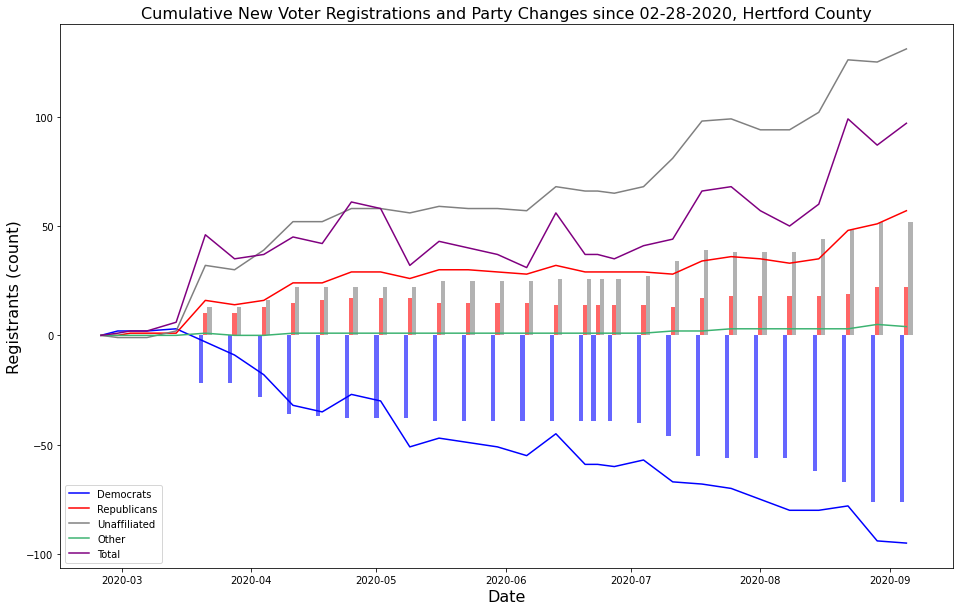 Cumulative New Voter Registrations and Party Changes since 02-28-2020, Hertford County
Registrants (count)
100
50
0
−50
−100
Democrats
Republicans
Unaffiliated
Other
Total
2020-03 2020-04 2020-05 2020-06 2020-07 2020-08 2020-09
Date